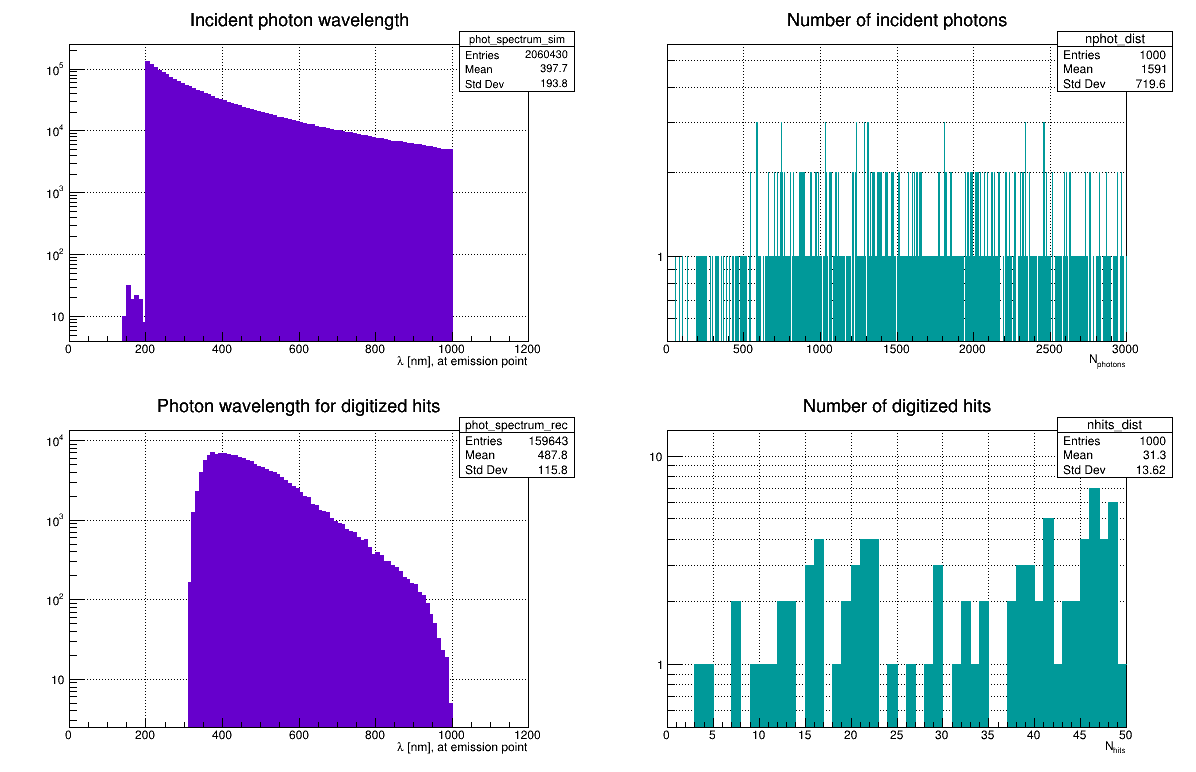 Incident photon wavelength
phot_spectrum_sim
Entries 2060430
Mean 397.7
Std Dev 193.8
10^5
10^4
10^3
10^2
10
0 200 400 600 800 1000 1200
λ [nm], at emission point
Number of incident photons
nphot_dist
Entries 1000
Mean 1591
Std Dev 719.6
1
0 500 1000 1500 2000 2500 3000
N_photons
Photon wavelength for digitized hits
phot_spectrum_rec
Entries 159643
Mean 487.8
Std Dev 115.8
10^4
10^3
10^2
10
0 200 400 600 800 1000 1200
λ [nm], at emission point
Number of digitized hits
nhits_dist
Entries 1000
Mean 31.3
Std Dev 13.62
10
1
0 5 10 15 20 25 30 35 40 45 50
N_hits